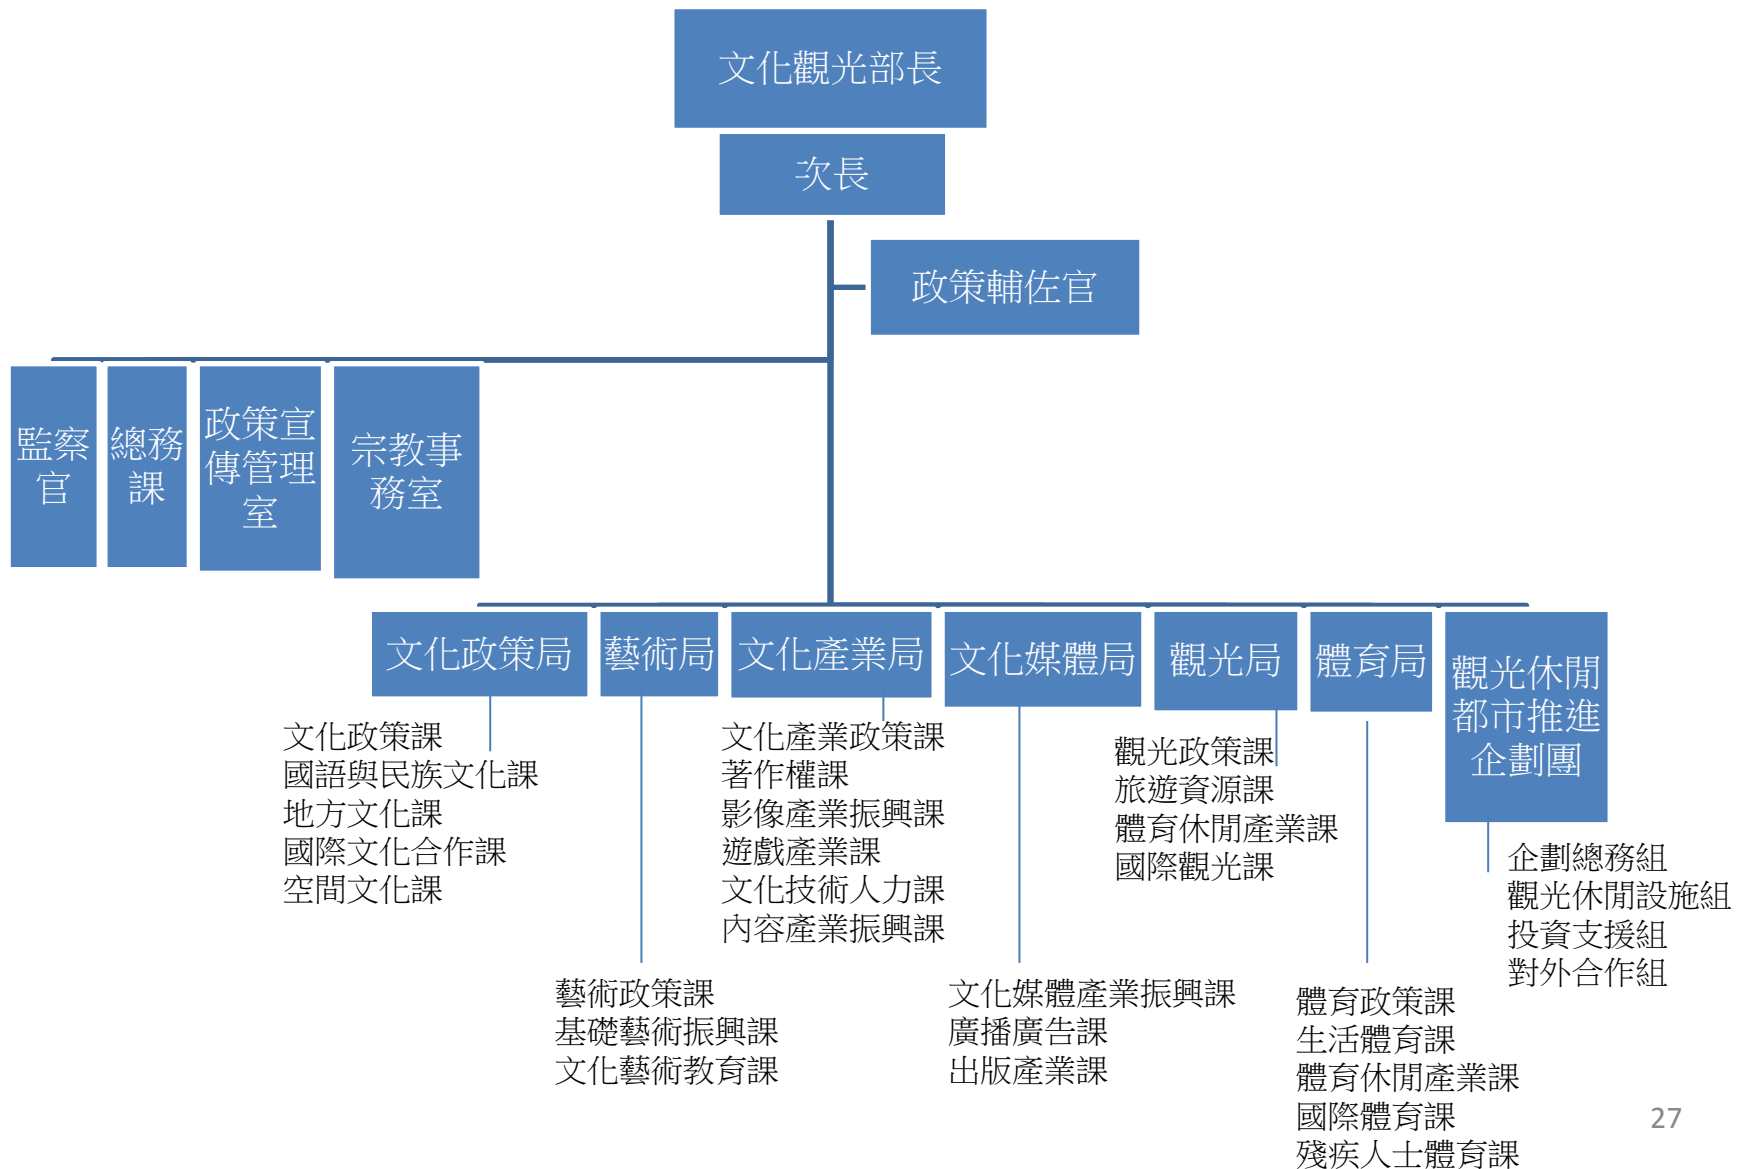 文化觀光部長
次長
政策輔佐官
監察
官
總務
課
政策宣
傳管理
室
宗教事
務室
文化政策局
藝術局
文化產業局
文化媒體局
觀光局
體育局
觀光休閒
都市推進
企劃團
文化政策課
國語與民族文化課
地方文化課
國際文化合作課
空間文化課
藝術政策課
基礎藝術振興課
文化藝術教育課
文化產業政策課
著作權課
影像產業振興課
遊戲產業課
文化技術人力課
內容產業振興課
文化媒體產業振興課
廣播廣告課
出版產業課
觀光政策課
旅遊資源課
體育休閒產業課
國際觀光課
體育政策課
生活體育課
體育休閒產業課
國際體育課
殘疾人士體育課
企劃總務組
觀光休閒設施組
投資支援組
對外合作組
27